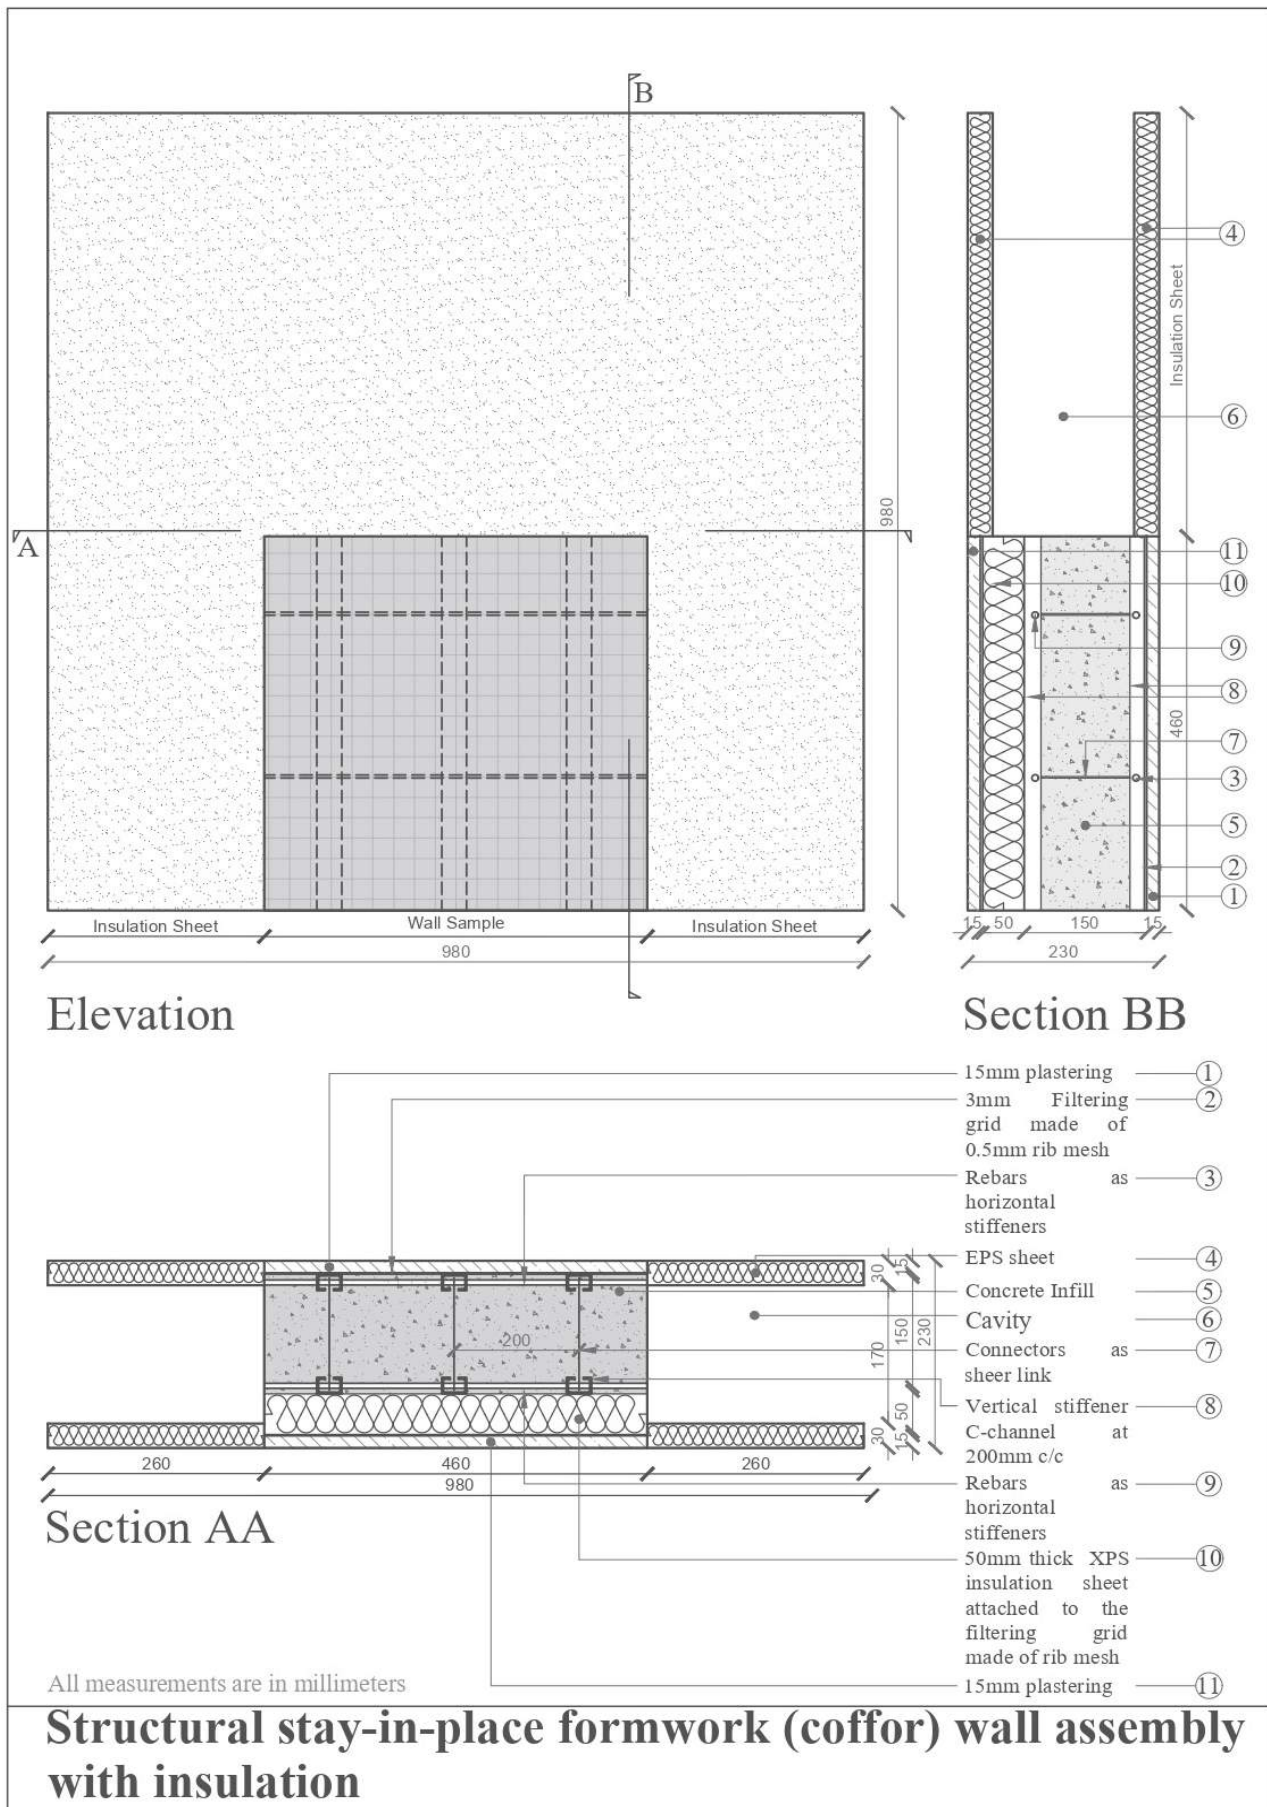 B
A
980
Insulation Sheet
Wall Sample
Insulation Sheet
980
Elevation
Insulation Sheet
460
4
6
11
10
9
8
7
3
5
2
1
15 50 150 15
230
Section BB
15mm plastering 1
3mm Filtering 2
grid made of
0.5mm rib mesh
Rebars as 3
horizontal
stiffeners
EPS sheet 4
Concrete Infill 5
Cavity 6
Connectors as 7
sheer link
Vertical stiffener 8
C-channel at
200mm c/c
Rebars as 9
horizontal
stiffeners
50mm thick XPS 10
insulation sheet
attached to the
filtering grid
made of rib mesh
15mm plastering 11
200
30
170
30
15
150
50
15
230
260 460 260
980
Section AA
All measurements are in millimeters
Structural stay-in-place formwork (coffor) wall assembly
with insulation